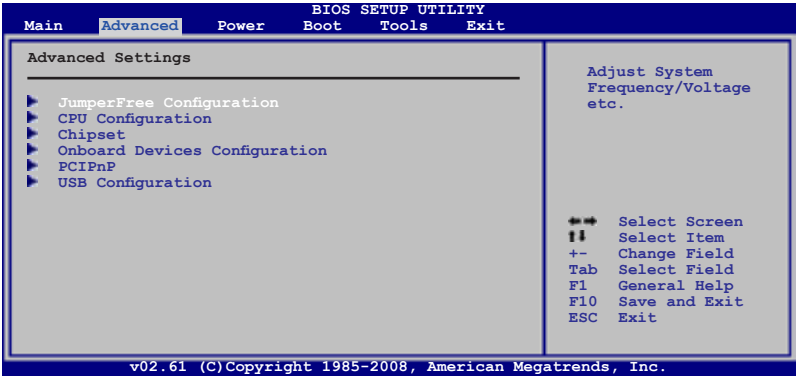 BIOS SETUP UTILITY
Main Advanced Power Boot Tools Exit
Advanced Settings
JumperFree Configuration
CPU Configuration
Chipset
Onboard Devices Configuration
PCIPnP
USB Configuration
Adjust System
Frequency/Voltage
etc.
Select Screen
Select Item
+- Change Field
Tab Select Field
F1 General Help
F10 Save and Exit
ESC Exit
v02.61 (C)Copyright 1985-2008, American Megatrends, Inc.